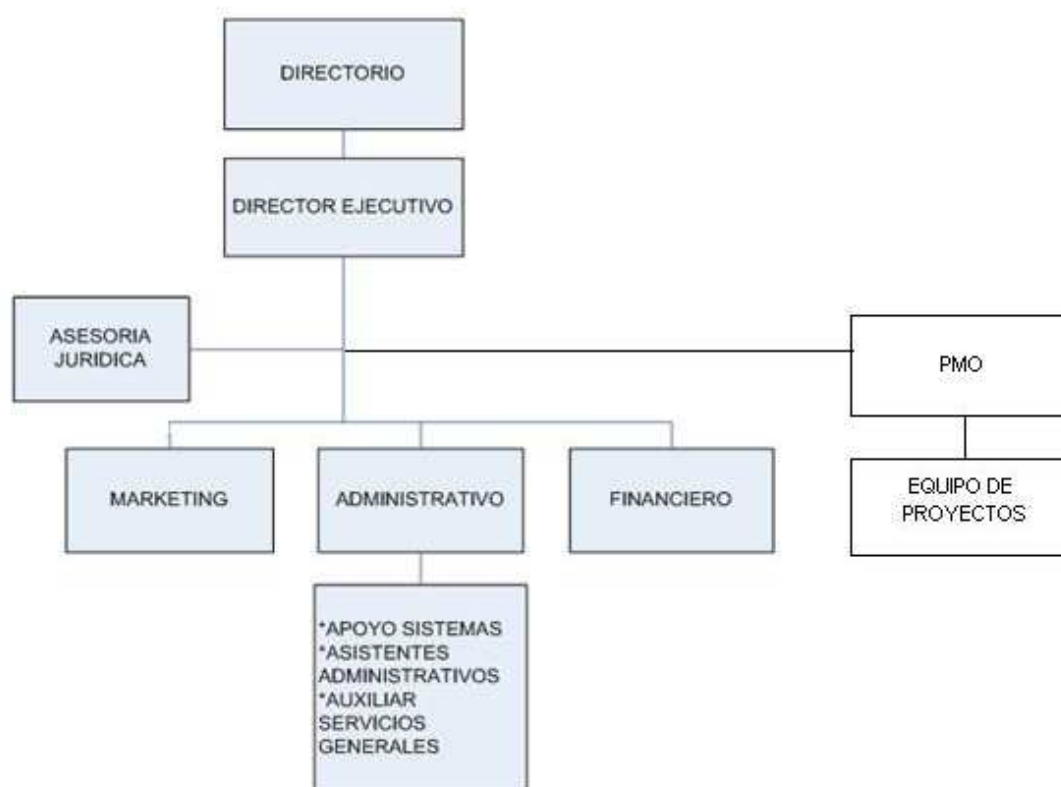 DIRECTORIO
DIRECTOR EJECUTIVO
ASESORIA
JURIDICA
PMO
MARKETING
ADMINISTRATIVO
FINANCIERO
EQUIPO DE
PROYECTOS
*APOYO SISTEMAS
*ASISTENTES
ADMINISTRATIVOS
*AUXILIAR
SERVICIOS
GENERALES